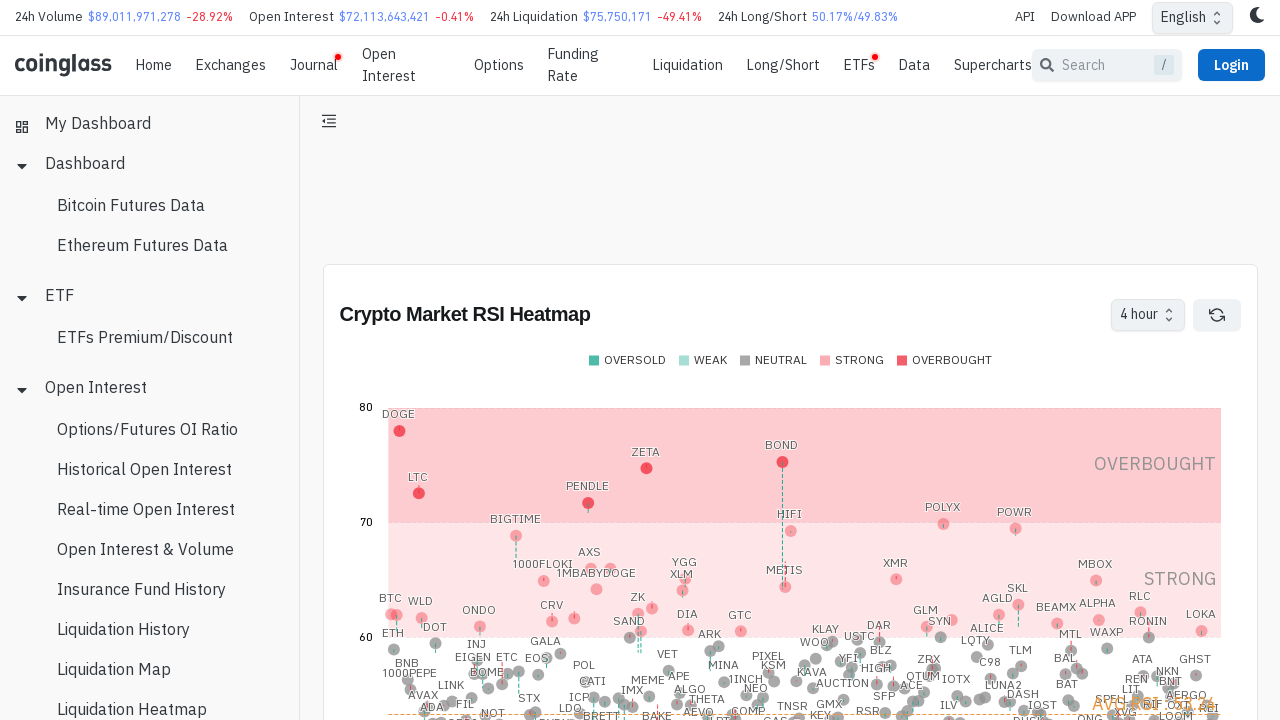 24h Volume $89,011,971,278 -28.92% Open Interest $72,113,643,421 -0.41% 24h Liquidation $75,750,171 -49.41% 24h Long/Short 50.17%/49.83% API Download APP English
coinglass Home Exchanges Journal Open Interest Options Funding Rate Liquidation Long/Short ETFs Data Supercharts Search / Login
My Dashboard
Dashboard
Bitcoin Futures Data
Ethereum Futures Data
ETF
ETFs Premium/Discount
Open Interest
Options/Futures OI Ratio
Historical Open Interest
Real-time Open Interest
Open Interest & Volume
Insurance Fund History
Liquidation History
Liquidation Map
Liquidation Heatmap
Crypto Market RSI Heatmap 4 hour
OVERSOLD WEAK NEUTRAL STRONG OVERBOUGHT
80
DOGE
BOND
ZETA
OVERBOUGHT
LTC
PENDLE
POLYX
POWR
HIFI
BIGTIME
70
AXS
YGG
1000FLOKI
XMR
MBOX
METIS
1MBABYDOGE
XLM
STRONG
SKL
BTC
WLD
ZK
AGLD
RLC
CRV
BEAMX
ALPHA
ONDO
DIA
GTC
GLM
LOKA
SAND
SYN
RONIN
DOT
DAR
KLAY
ALICE
60
ETH
ARK
USTC
MTL
WAXP
INJ
GALA
WOO
LQTY
BLZ
TLM
VET
PIXEL
BNB
EIGEN
ETC
EOS
YFI
ZRX
C98
BAL
ATA
GHST
POL
MINA
KSM
HIGH
1000PEPE
BOME
KAVA
NKN
APE
QTUM
IOTX
REN
CATI
MEME
1INCH
AUCTION
ACE
LUNA2
BAT
BNT
LINK
IMX
ALGO
NEO
LIT
AVAX
STX
ICP
THETA
SFP
DASH
SPELL
AERGO
ADA
FIL
LDO
GMX
ILV
IOST
NOT
AEVO
COMP
TNSR
RSR
BRETT
BAKE
KEY